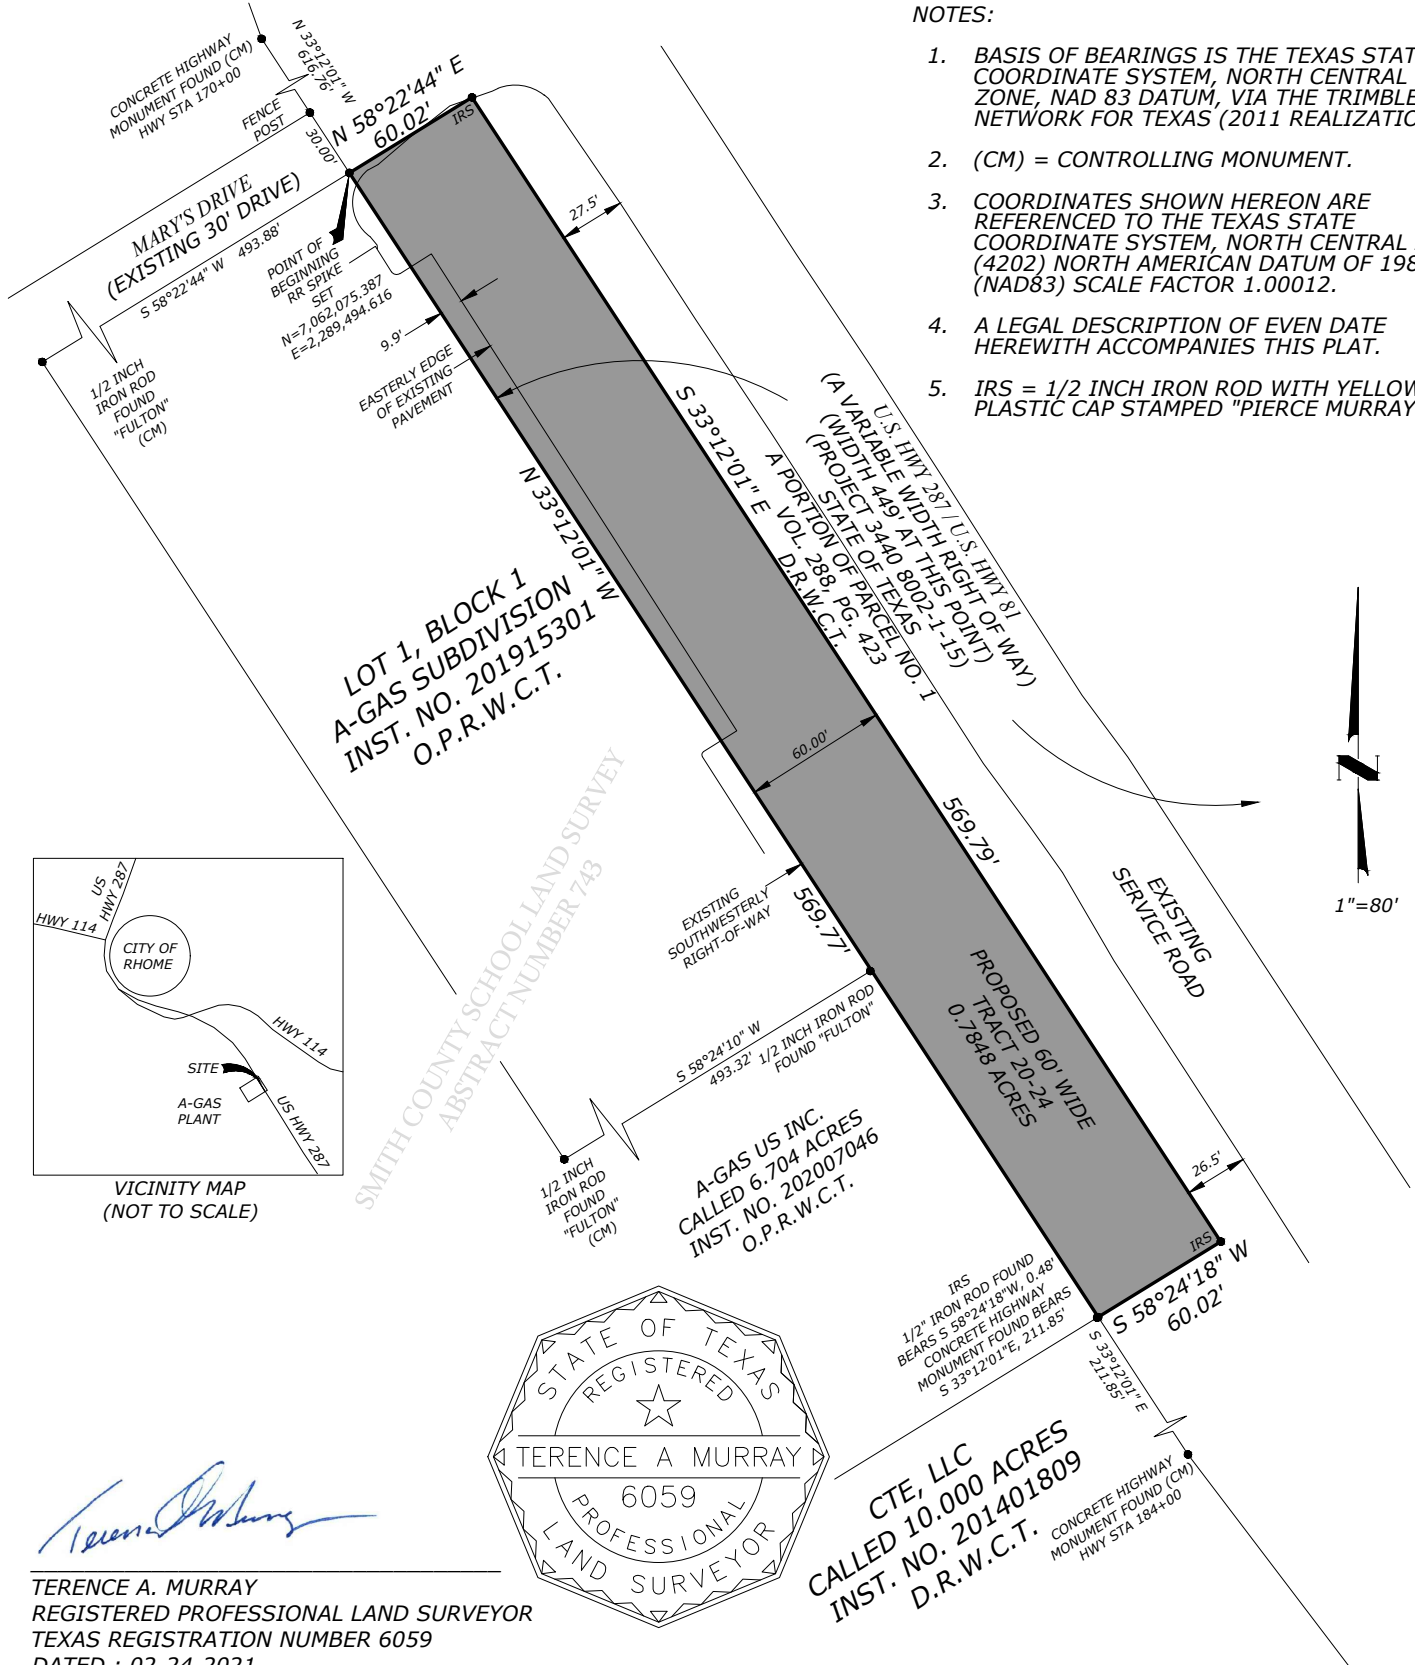 NOTES:
1. BASIS OF BEARINGS IS THE TEXAS STAT
COORDINATE SYSTEM, NORTH CENTRAL
ZONE, NAD 83 DATUM, VIA THE TRIMBLE
NETWORK FOR TEXAS (2011 REALIZATIO
2. (CM) = CONTROLLING MONUMENT.
3. COORDINATES SHOWN HEREON ARE
REFERENCED TO THE TEXAS STATE
COORDINATE SYSTEM, NORTH CENTRAL
(4202) NORTH AMERICAN DATUM OF 198
(NAD83) SCALE FACTOR 1.00012.
4. A LEGAL DESCRIPTION OF EVEN DATE
HEREWITH ACCOMPANIES THIS PLAT.
5. IRS = 1/2 INCH IRON ROD WITH YELLOW
PLASTIC CAP STAMPED "PIERCE MURRAY
CONCRETE HIGHWAY
MONUMENT FOUND (CM)
HWY STA 170+00
N 33°12'01" W
616.76'
FENCE
POST
30.00'
N 58°22'44" E
60.02'
IRS
MARY'S DRIVE
(EXISTING 30' DRIVE)
S 58°22'44" W 493.88'
POINT OF
BEGINNING
RR SPIKE
SET
N=7,062,075.387
E=2,289,494.616
27.5'
9.9'
EASTERLY EDGE
OF EXISTING
PAVEMENT
1/2 INCH
IRON ROD
FOUND
"FULTON"
(CM)
S 33°12'01" E
N 33°12'01" W
U.S. HWY 287 / U.S. HWY 81
(A VARIABLE WIDTH RIGHT OF WAY)
(WIDTH 449' AT THIS POINT)
(PROJECT 3440 8002-1-15)
STATE OF TEXAS
A PORTION OF PARCEL NO. 1
VOL. 288, PG. 423
D.R.W.C.T.
LOT 1, BLOCK 1
A-GAS SUBDIVISION
INST. NO. 201915301
O.P.R.W.C.T.
60.00'
SMITH COUNTY SCHOOL LAND SURVEY
ABSTRACT NUMBER 743
569.79'
569.77'
EXISTING
SERVICE ROAD
N
1"=80'
EXISTING
SOUTHWESTERLY
RIGHT-OF-WAY
PROPOSED 60' WIDE
TRACT 20-24
0.7848 ACRES
S 58°24'10" W
493.32'
1/2 INCH IRON ROD
FOUND "FULTON"
US
HWY 287
HWY 114
CITY OF
RHOME
HWY 114
SITE
A-GAS
PLANT
US HWY 287
VICINITY MAP
(NOT TO SCALE)
1/2 INCH
IRON ROD
FOUND
"FULTON"
(CM)
A-GAS US INC.
CALLED 6.704 ACRES
INST. NO. 202007046
O.P.R.W.C.T.
26.5'
IRS
S 58°24'18" W
60.02'
IRS
1/2" IRON ROD FOUND
BEARS S 58°24'18"W, 0.48'
CONCRETE HIGHWAY
MONUMENT FOUND BEARS
S 33°12'01"E, 211.85'
S 33°12'01" E
211.85'
CTE, LLC
CALLED 10.000 ACRES
INST. NO. 201401809
D.R.W.C.T.
CONCRETE HIGHWAY
MONUMENT FOUND (CM)
HWY STA 184+00
STATE OF TEXAS
REGISTERED
TERENCE A MURRAY
6059
PROFESSIONAL
LAND SURVEYOR
TERENCE A. MURRAY
REGISTERED PROFESSIONAL LAND SURVEYOR
TEXAS REGISTRATION NUMBER 6059
DATED : 02-24-2021